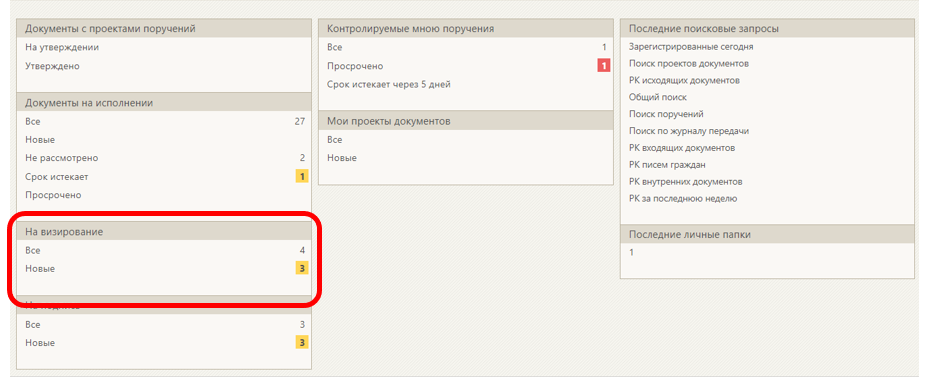 Документы с проектами поручений
На утверждении
Утверждено
Документы на исполнении
Все 27
Новые
Не рассмотрено 2
Срок истекает 1
Просрочено
На визирование
Все 4
Новые 3
Все 3
Новые 3
Контролируемые мною поручения
Все 1
Просрочено 1
Срок истекает через 5 дней
Мои проекты документов
Все
Новые
Последние поисковые запросы
Зарегистрированные сегодня
Поиск проектов документов
РК исходящих документов
Общий поиск
Поиск поручений
Поиск по журналу передачи
РК входящих документов
РК писем граждан
РК внутренних документов
РК за последнюю неделю
Последние личные папки
1